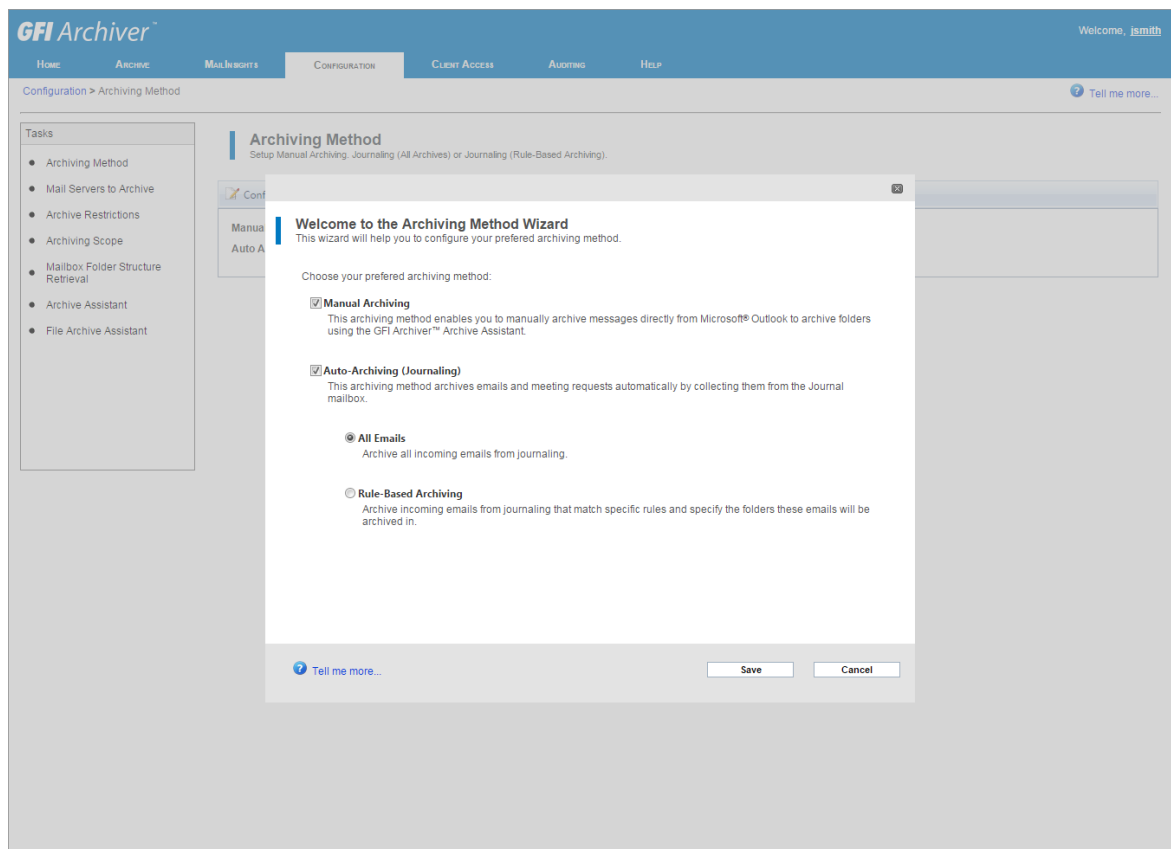 GFI Archiver™
Welcome, jsmith
Home Archive MailInsights Configuration Client Access Auditing Help
Configuration > Archiving Method
Tell me more...
Tasks
Archiving Method
Mail Servers to Archive
Archive Restrictions
Archiving Scope
Mailbox Folder Structure
Retrieval
Archive Assistant
File Archive Assistant
Archiving Method
Setup Manual Archiving. Journaling (All Archives) or Journaling (Rule-Based Archiving).
Conf
Manua
Auto A
Welcome to the Archiving Method Wizard
This wizard will help you to configure your prefered archiving method.
Choose your prefered archiving method:
Manual Archiving
This archiving method enables you to manually archive messages directly from Microsoft® Outlook to archive folders
using the GFI Archiver™ Archive Assistant.
Auto-Archiving (Journaling)
This archiving method archives emails and meeting requests automatically by collecting them from the Journal
mailbox.
All Emails
Archive all incoming emails from journaling.
Rule-Based Archiving
Archive incoming emails from journaling that match specific rules and specify the folders these emails will be
archived in.
Tell me more...
Save
Cancel